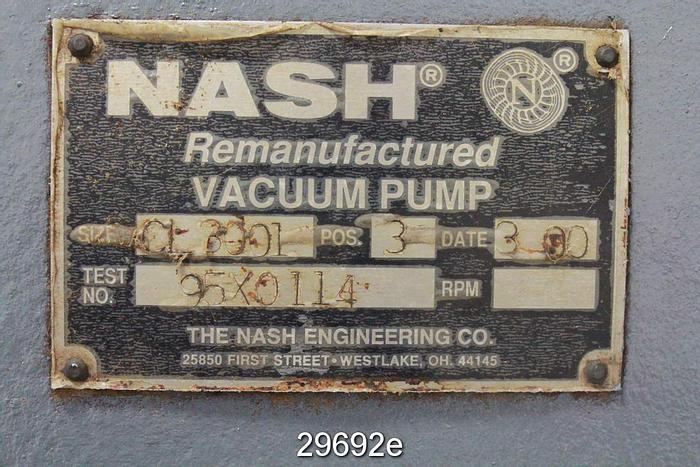 NASH®
N ®
Remanufactured
VACUUM PUMP
SIZE CL 3001 POS. 3 DATE 3-00
TEST NO. 95X0114 RPM
THE NASH ENGINEERING CO.
25850 FIRST STREET • WESTLAKE, OH. 44145
29692e